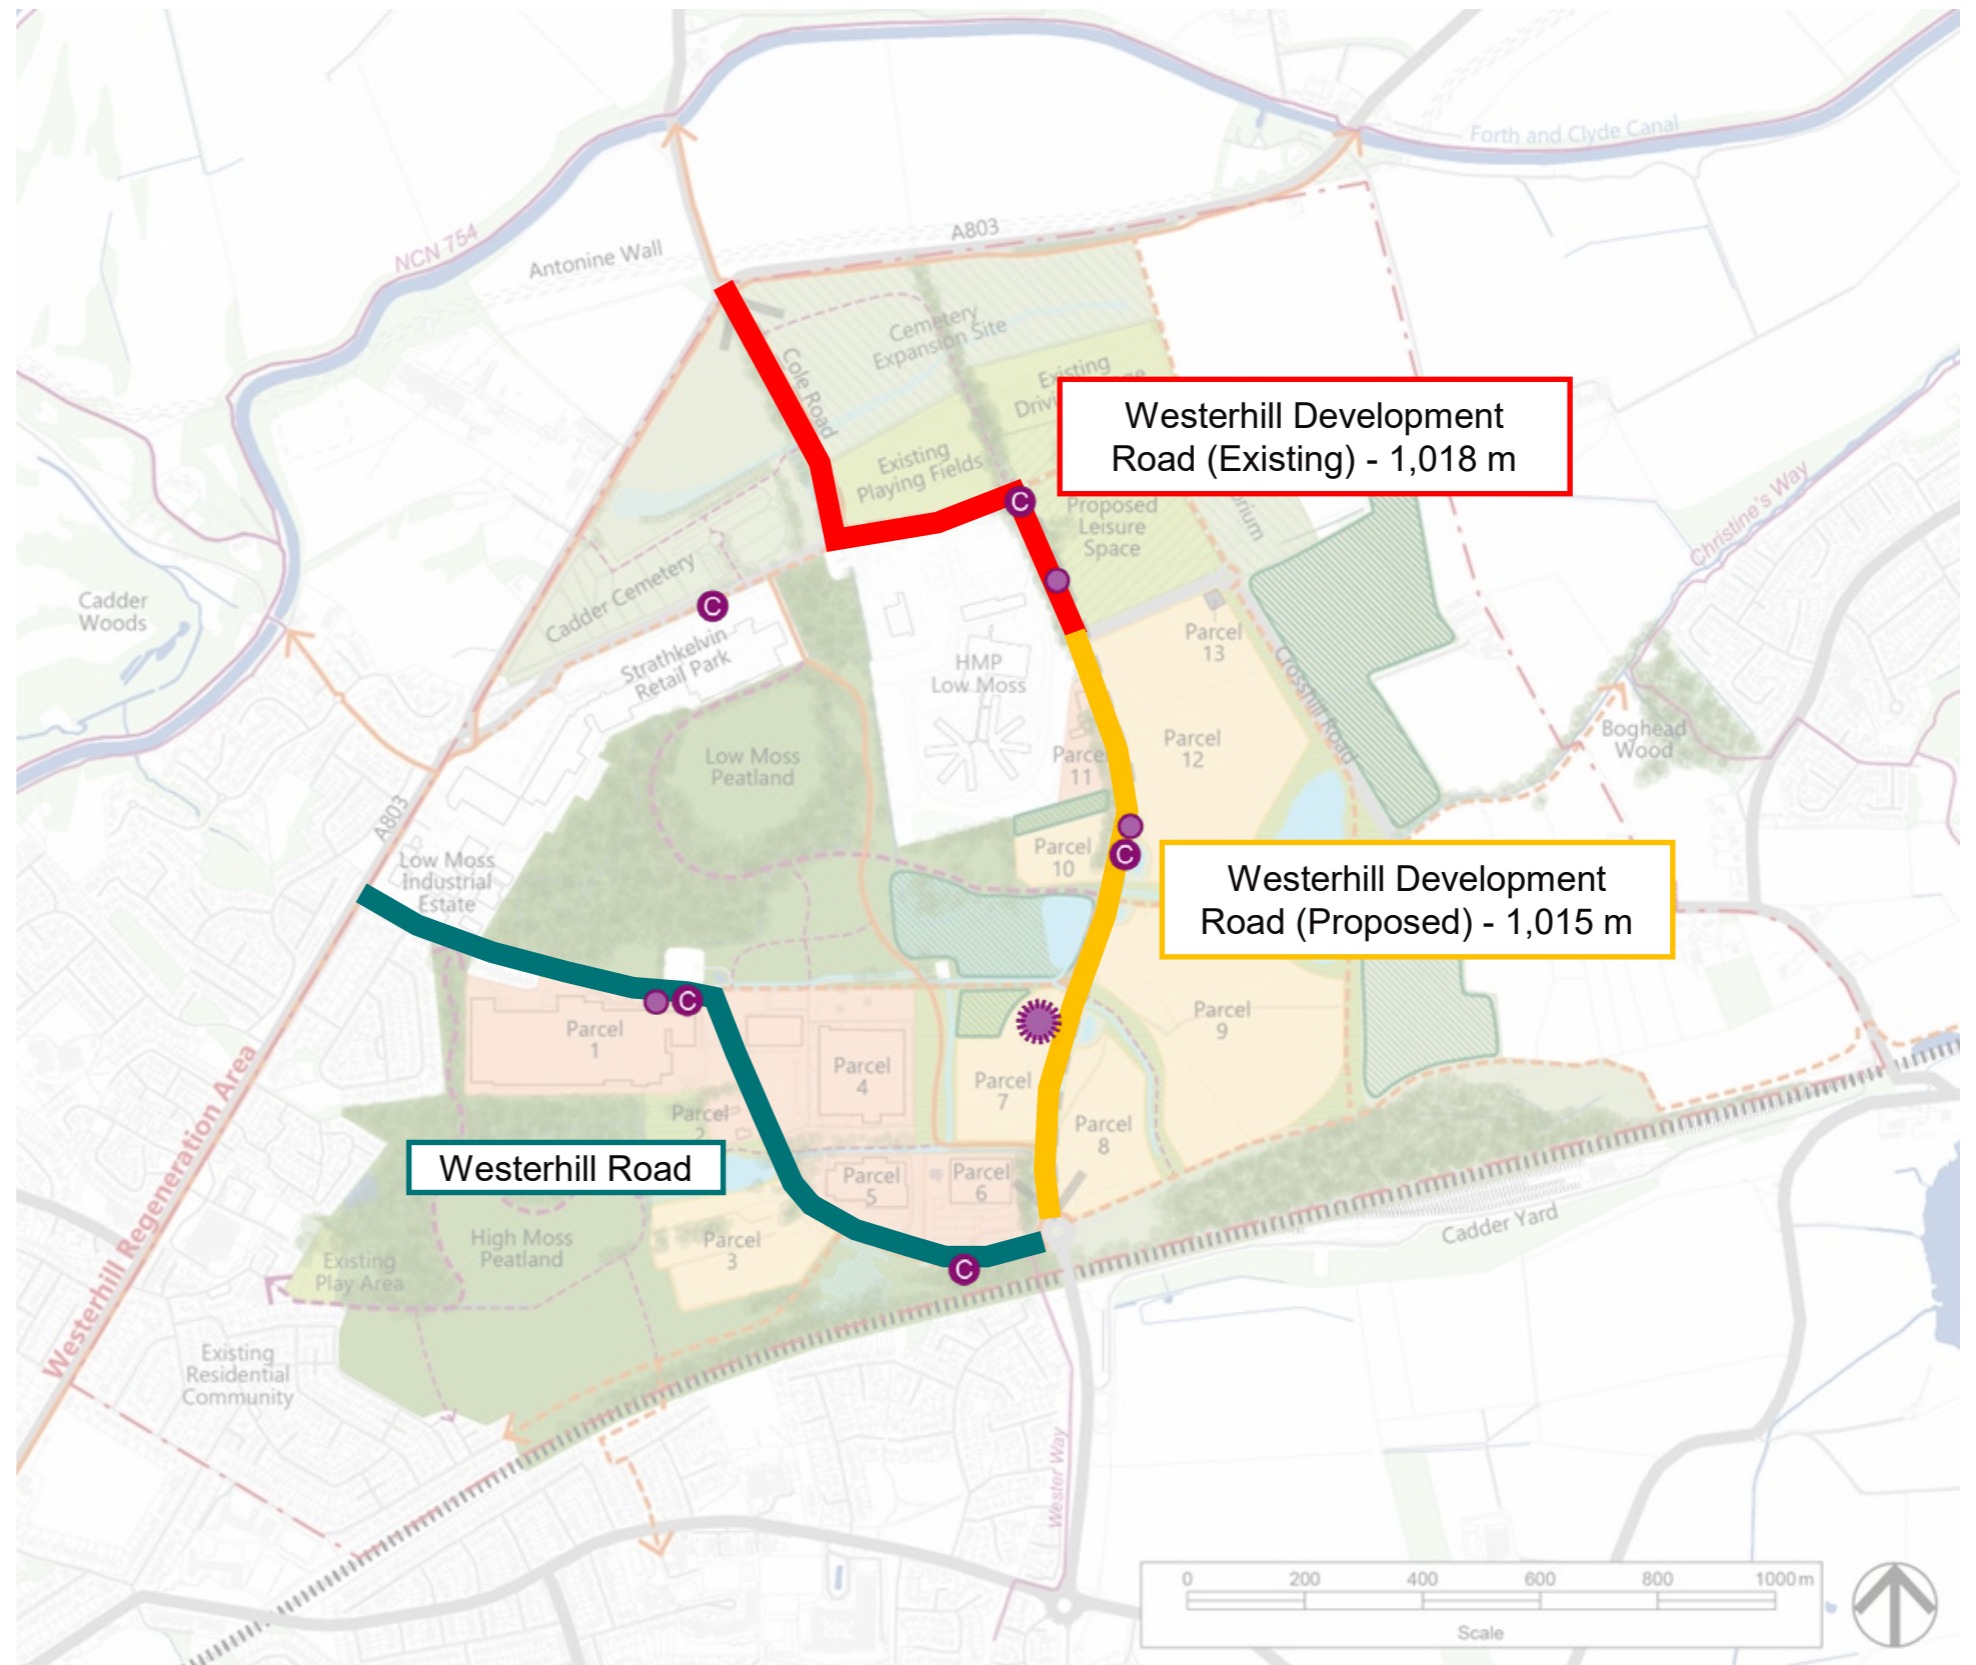 Forth and Clyde Canal
NCN 754
A803
Antonine Wall
Cemetery
Expansion Site
Cole Road
Existing
Westerhill Development
Road (Existing) - 1,018 m
Existing
Playing Fields
C
Proposed
Leisure
Space
Christine's Way
Cadder
Woods
Cadder Cemetery
C
Strathkelvin
Retail Park
HMP
Low Moss
Parcel
13
Crosshill Road
Boghead
Wood
Low Moss
Peatland
Parcel
12
Parcel
11
A803
Low Moss
Industrial
Estate
Parcel
10
C
Westerhill Development
Road (Proposed) - 1,015 m
C
Parcel
1
Parcel
9
Parcel
4
Parcel
7
Parcel
2
Parcel
8
Westerhill Regeneration Area
Westerhill Road
Parcel
5
Parcel
6
Cadder Yard
High Moss
Peatland
Parcel
3
Existing
Play Area
C
Existing
Residential
Community
Wester Way
0 200 400 600 800 1000 m
Scale